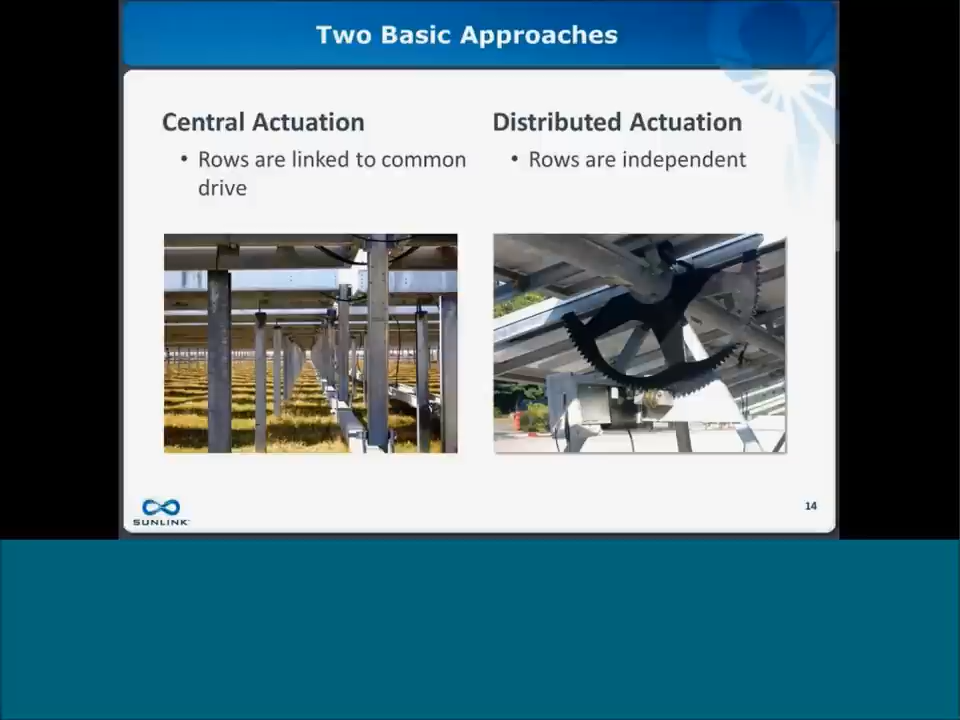 Two Basic Approaches
Central Actuation
• Rows are linked to common
drive
Distributed Actuation
• Rows are independent
SUNLINK
14